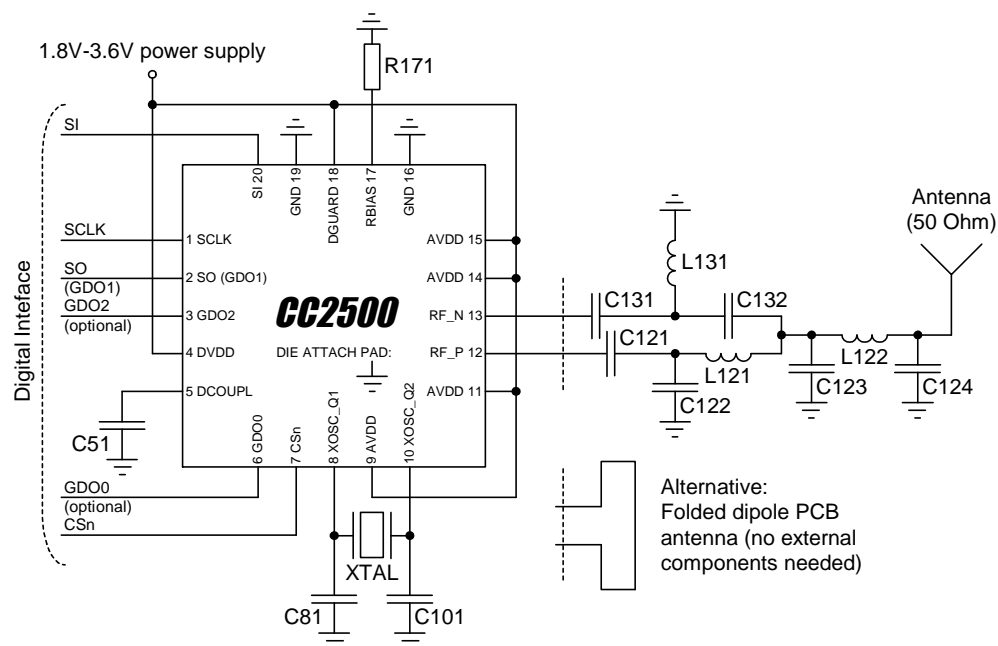 1.8V-3.6V power supply
R171
Digital Inteface
SI
SI 20
GND 19
DGUARD 18
RBIAS 17
GND 16
Antenna
(50 Ohm)
SCLK
1 SCLK
AVDD 15
L131
SO
(GDO1)
2 SO (GDO1)
AVDD 14
C131
C132
GDO2
(optional)
3 GDO2
CC2500
RF_N 13
C121
4 DVDD
DIE ATTACH PAD:
RF_P 12
L121
L122
C123
C124
5 DCOUPL
AVDD 11
C122
C51
6 GDO0
7 CSn
8 XOSC_Q1
9 AVDD
10 XOSC_Q2
GDO0
(optional)
CSn
XTAL
C81
C101
Alternative:
Folded dipole PCB
antenna (no external
components needed)